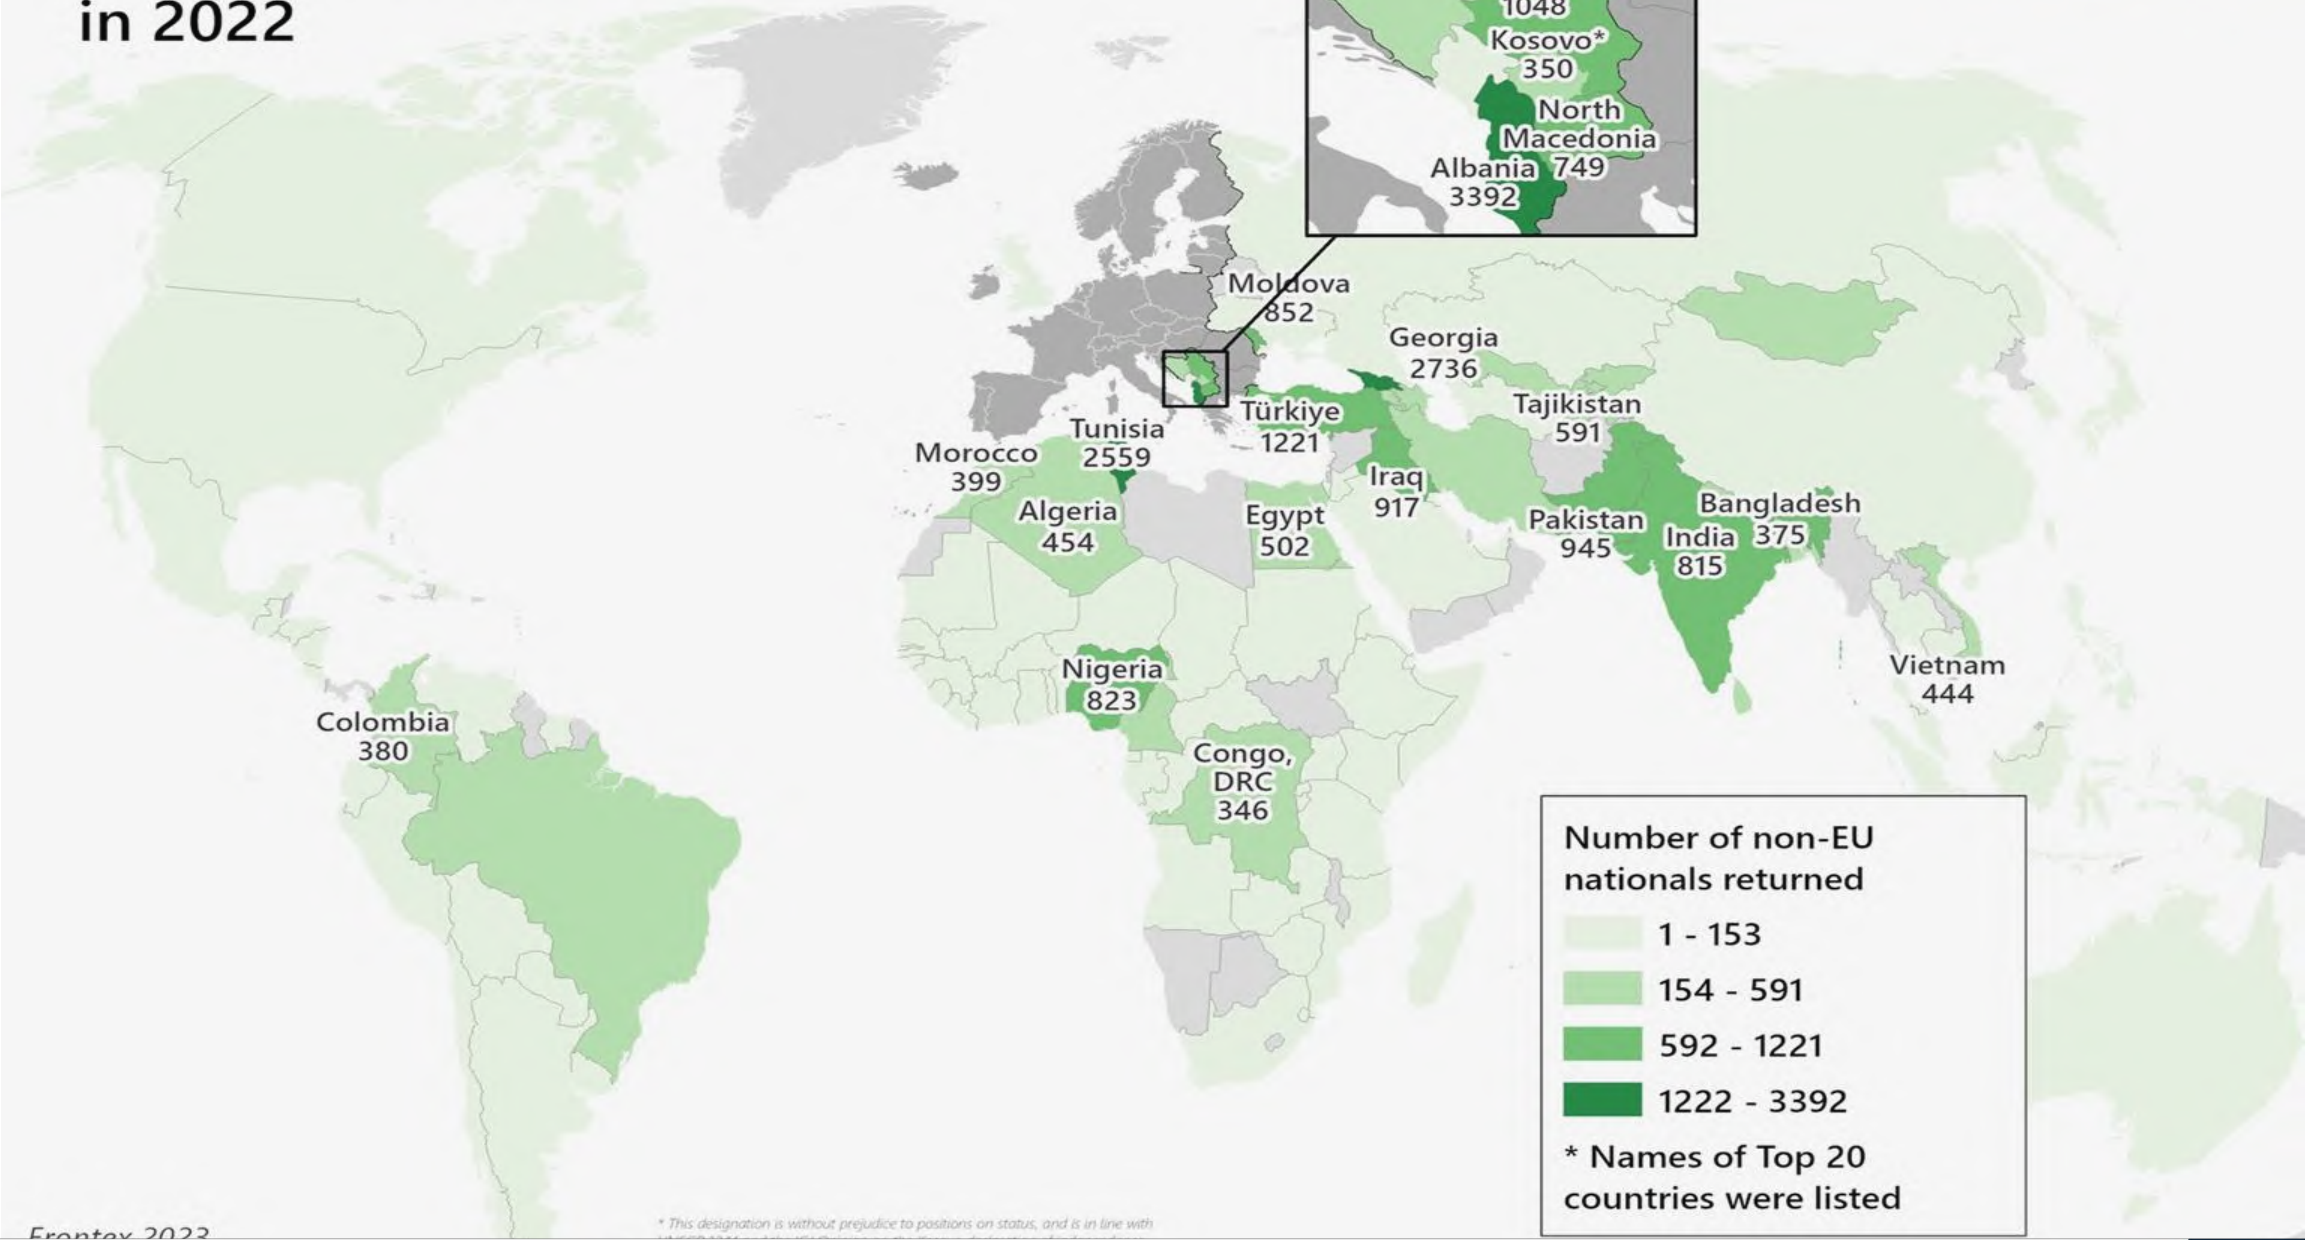 in 2022
1048
Kosovo*
350
North
Macedonia
749
Albania
3392
Moldova
852
Georgia
2736
Tajikistan
591
Türkiye
1221
Tunisia
2559
Morocco
399
Algeria
454
Egypt
502
Iraq
917
Pakistan
945
India
815
Bangladesh
375
Vietnam
444
Nigeria
823
Congo,
DRC
346
Colombia
380
Number of non-EU
nationals returned
1 - 153
154 - 591
592 - 1221
1222 - 3392
* Names of Top 20
countries were listed
Frontex 2023
* This designation is without prejudice to positions on status, and is in line with